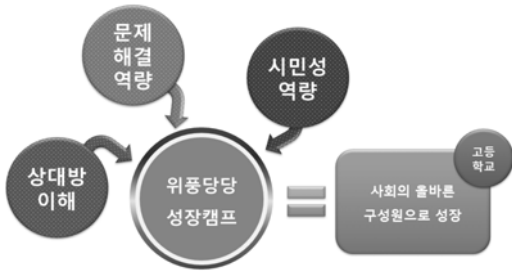 문제
해결
역량
시민성
역량
상대방
이해
위풍당당
성장캠프
고등
학교
사회의 올바른
구성원으로 성장